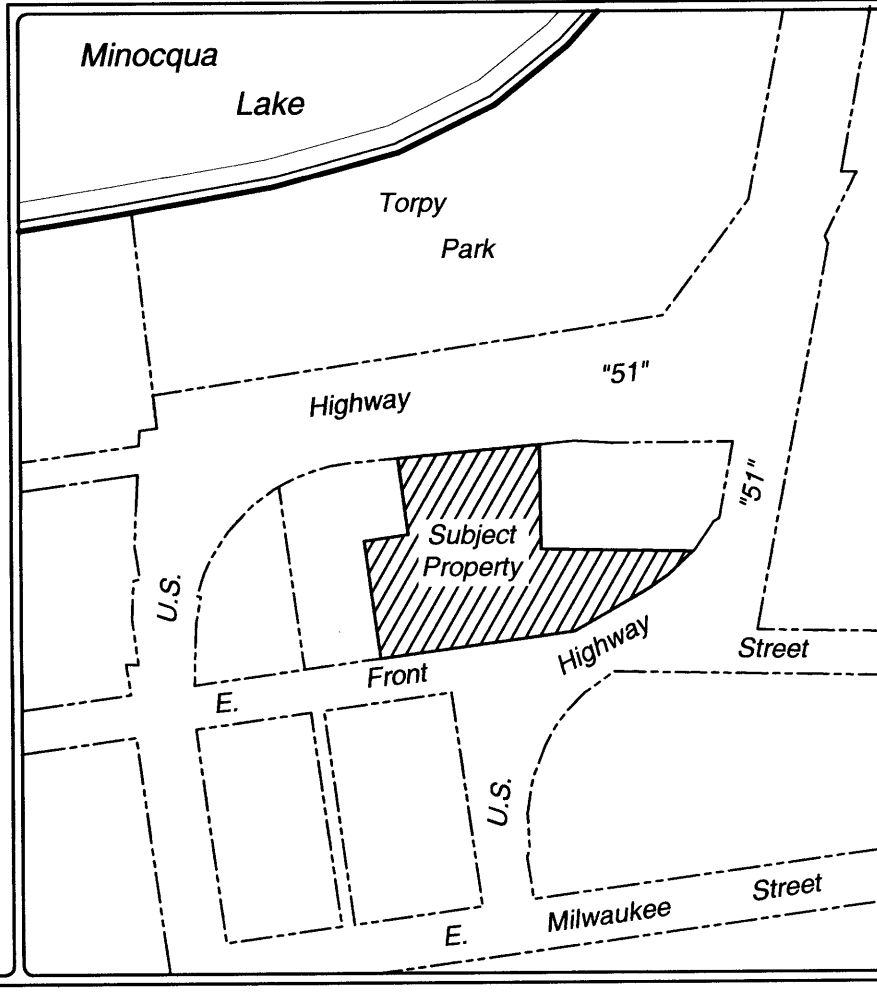 Minocqua
Lake
Torpy
Park
Highway "51"
"51"
Subject
Property
U.S.
Highway
Street
E. Front
U.S.
E. Milwaukee Street